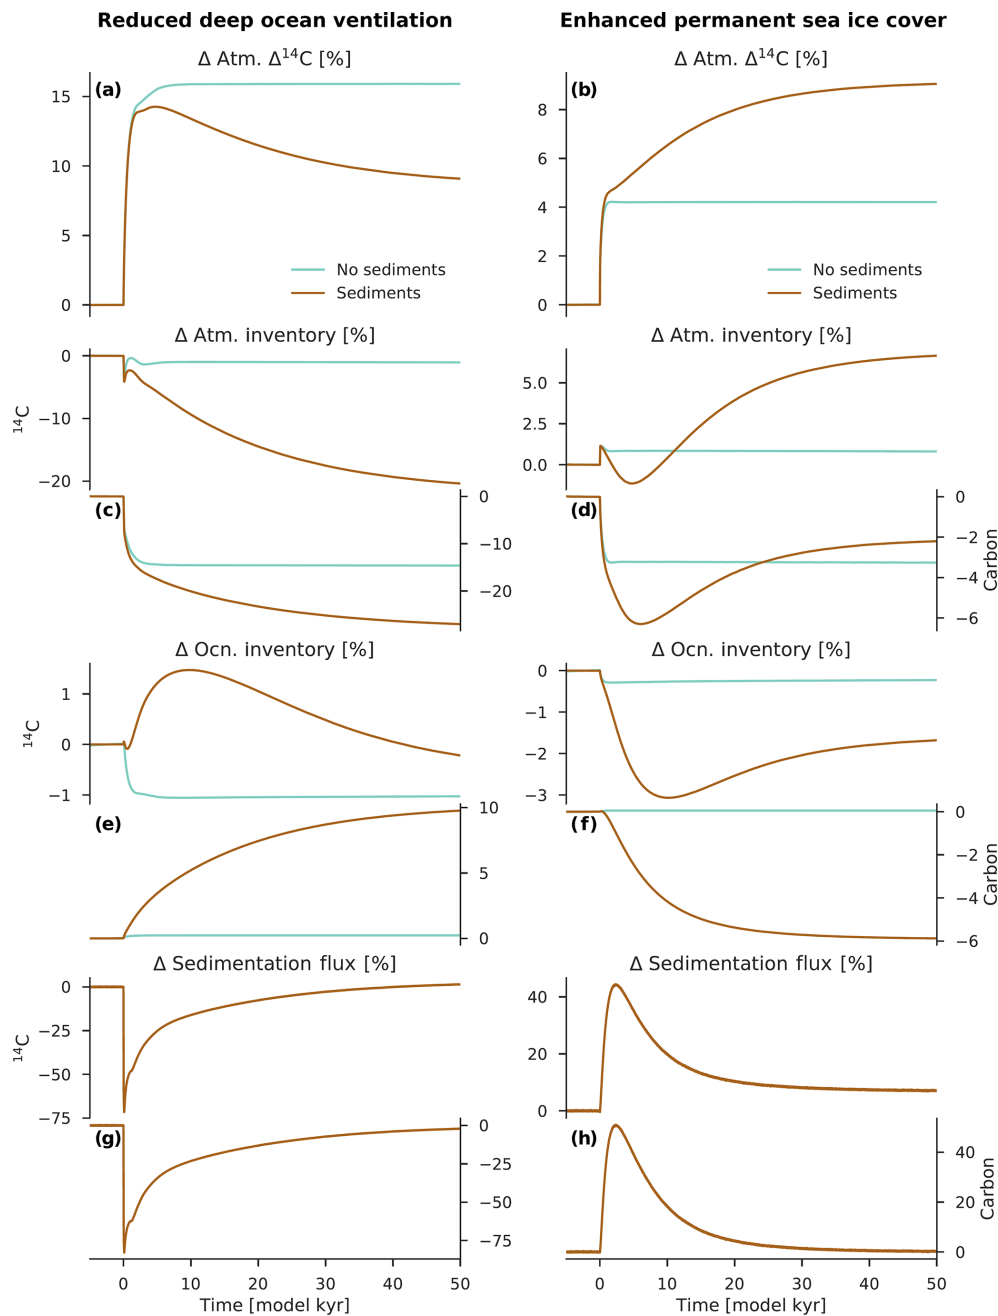 Reduced deep ocean ventilation
Enhanced permanent sea ice cover
Δ Atm. Δ¹⁴C [%]
Δ Atm. Δ¹⁴C [%]
(a)
15
10
5
0
No sediments
Sediments
(b)
8
6
4
2
0
No sediments
Sediments
Δ Atm. inventory [%]
Δ Atm. inventory [%]
0
−10
−20
¹⁴C
5.0
2.5
0.0
(c)
0
−10
−20
(d)
0
−2
−4
−6
Carbon
Δ Ocn. inventory [%]
Δ Ocn. inventory [%]
1
0
−1
¹⁴C
0
−1
−2
−3
(e)
10
5
0
(f)
0
−2
−4
−6
Carbon
Δ Sedimentation flux [%]
Δ Sedimentation flux [%]
0
−25
−50
−75
¹⁴C
40
20
0
(g)
0
−25
−50
−75
(h)
40
20
0
Carbon
0 10 20 30 40 50
0 10 20 30 40 50
Time [model kyr]
Time [model kyr]